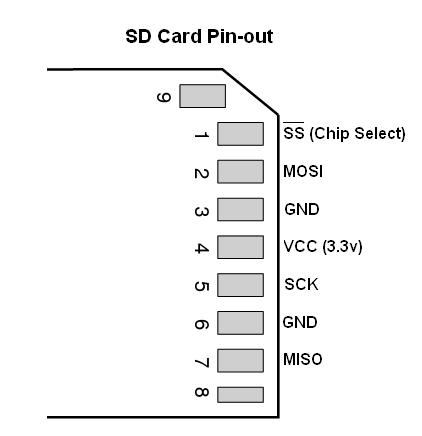 SD Card Pin-out
9
1 SS (Chip Select)
2 MOSI
3 GND
4 VCC (3.3v)
5 SCK
6 GND
7 MISO
8